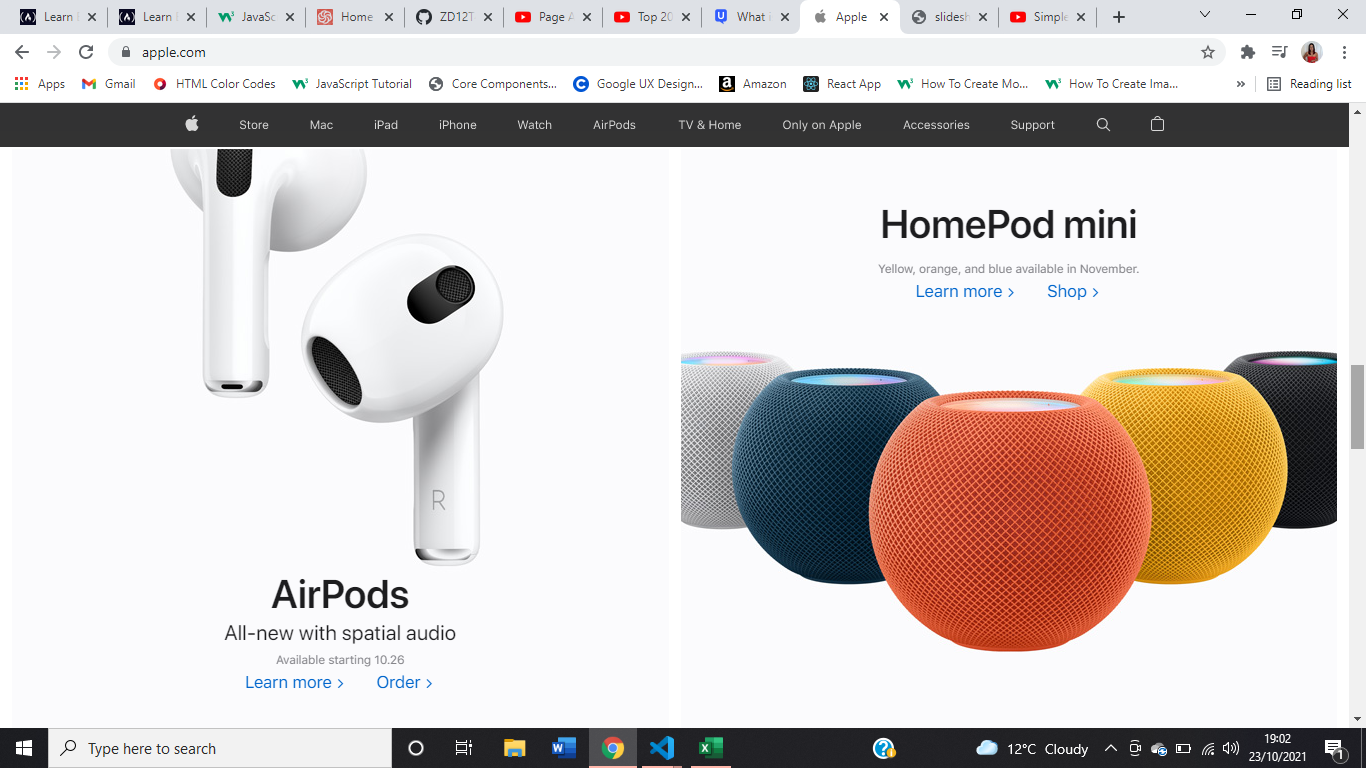 Learn
Learn
JavaSc
Home
ZD12T
Page A
Top 20
What i
Apple
slidesh
Simple
apple.com
Apps
Gmail
HTML Color Codes
JavaScript Tutorial
Core Components...
Google UX Design...
Amazon
React App
How To Create Mo...
How To Create Ima...
»
Reading list
Store Mac iPad iPhone Watch AirPods TV & Home Only on Apple Accessories Support
R
AirPods
All-new with spatial audio
Available starting 10.26
Learn more > Order >
HomePod mini
Yellow, orange, and blue available in November.
Learn more > Shop >
Type here to search
12°C Cloudy
19:02
23/10/2021
1